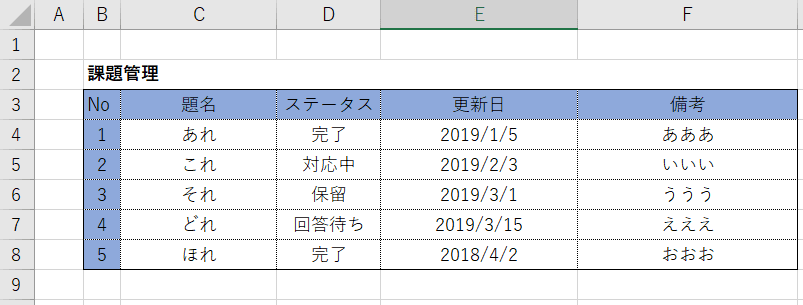 A B C D E F
1
2 課題管理
3 No 題名 ステータス 更新日 備考
4 1 あれ 完了 2019/1/5 あああ
5 2 これ 対応中 2019/2/3 いいい
6 3 それ 保留 2019/3/1 ううう
7 4 どれ 回答待ち 2019/3/15 えええ
8 5 ほれ 完了 2018/4/2 おおお
9